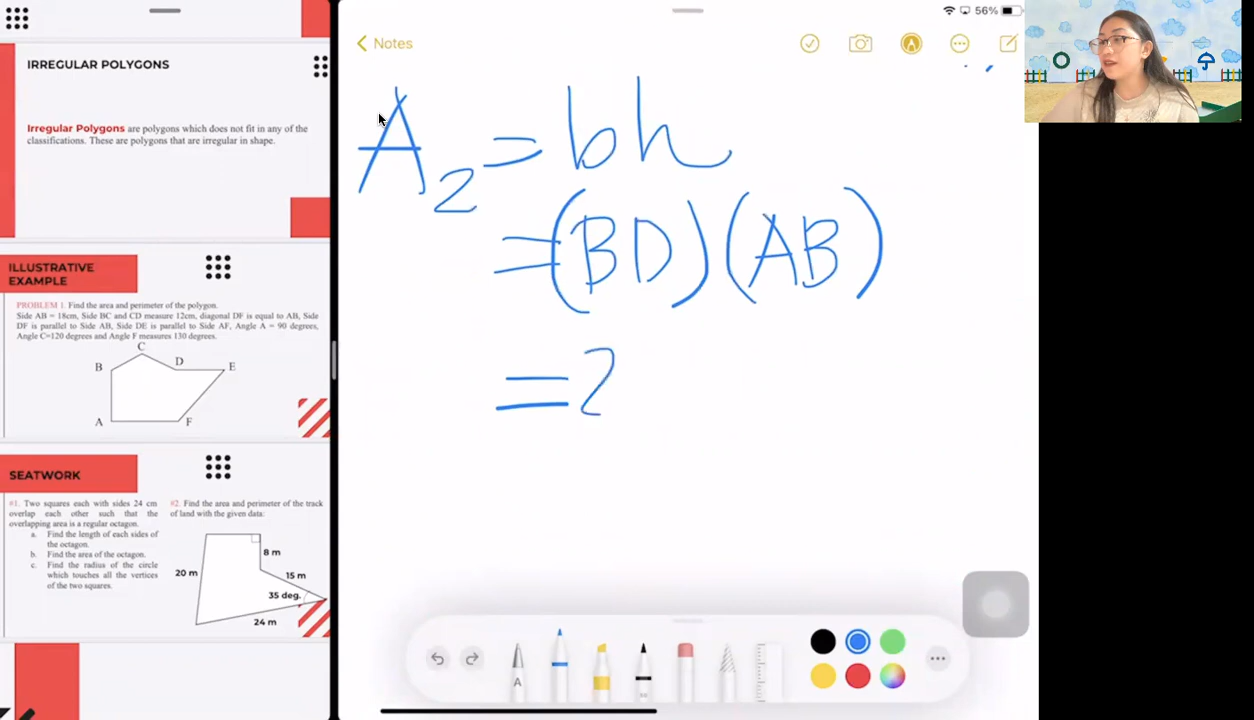 IRREGULAR POLYGONS
Irregular Polygons are polygons which does not fit in any of the
classifications. These are polygons that are irregular in shape.
ILLUSTRATIVE
EXAMPLE
PROBLEM 1. Find the area and perimeter of the polygon.
Side AB = 18cm, Side BC and CD measure 12cm, diagonal DF is equal to AB, Side
DF is parallel to Side AB, Side DE is parallel to Side AF, Angle A = 90 degrees,
Angle C=120 degrees and Angle F measures 130 degrees.
C
B
D
E
A
F
SEATWORK
#1. Two squares each with sides 24 cm
overlap each other such that the
overlapping area is a regular octagon.
a. Find the length of each sides of
the octagon.
b. Find the area of the octagon.
c. Find the radius of the circle
which touches all the vertices
of the two squares.
#2. Find the area and perimeter of the track
of land with the given data:
8 m
20 m
15 m
35 deg.
24 m
56%
Notes
A2 = bh
= (BD)(AB)
= 2
A